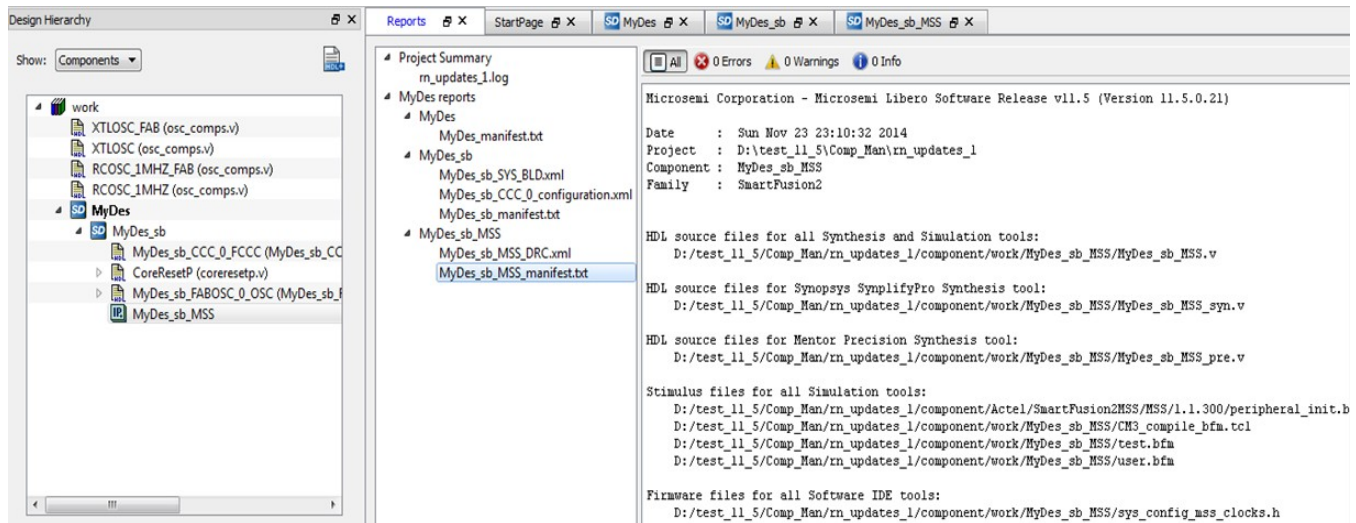 Design Hierarchy
Show: Components
work
XTLOSC_FAB (osc_comps.v)
XTLOSC (osc_comps.v)
RCOSC_1MHZ_FAB (osc_comps.v)
RCOSC_1MHZ (osc_comps.v)
MyDes
MyDes_sb
MyDes_sb_CCC_0_FCCC (MyDes_sb_CC
CoreResetP (coreresetp.v)
MyDes_sb_FABOSC_0_OSC (MyDes_sb_F
MyDes_sb_MSS
Reports StartPage MyDes MyDes_sb MyDes_sb_MSS
Project Summary
rn_updates_1.log
MyDes reports
MyDes
MyDes_manifest.txt
MyDes_sb
MyDes_sb_SYS_BLD.xml
MyDes_sb_CCC_0_configuration.xml
MyDes_sb_manifest.txt
MyDes_sb_MSS
MyDes_sb_MSS_DRC.xml
MyDes_sb_MSS_manifest.txt
All 0 Errors 0 Warnings 0 Info
Microsemi Corporation - Microsemi Libero Software Release v11.5 (Version 11.5.0.21)
Date : Sun Nov 23 23:10:32 2014
Project : D:\test_11_5\Comp_Man\rn_updates_1
Component : MyDes_sb_MSS
Family : SmartFusion2
HDL source files for all Synthesis and Simulation tools:
D:/test_11_5/Comp_Man/rn_updates_1/component/work/MyDes_sb_MSS/MyDes_sb_MSS.v
HDL source files for Synopsys SynplifyPro Synthesis tool:
D:/test_11_5/Comp_Man/rn_updates_1/component/work/MyDes_sb_MSS/MyDes_sb_MSS_syn.v
HDL source files for Mentor Precision Synthesis tool:
D:/test_11_5/Comp_Man/rn_updates_1/component/work/MyDes_sb_MSS/MyDes_sb_MSS_pre.v
Stimulus files for all Simulation tools:
D:/test_11_5/Comp_Man/rn_updates_1/component/Actel/SmartFusion2MSS/MSS/1.1.300/peripheral_init.b
D:/test_11_5/Comp_Man/rn_updates_1/component/work/MyDes_sb_MSS/CM3_compile_bfm.tcl
D:/test_11_5/Comp_Man/rn_updates_1/component/work/MyDes_sb_MSS/test.bfm
D:/test_11_5/Comp_Man/rn_updates_1/component/work/MyDes_sb_MSS/user.bfm
Firmware files for all Software IDE tools:
D:/test_11_5/Comp_Man/rn_updates_1/component/work/MyDes_sb_MSS/sys_config_mss_clocks.h